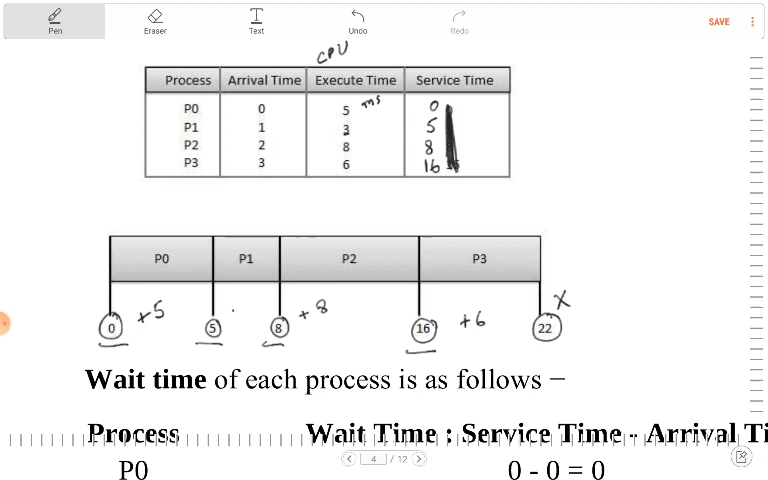 Pen Eraser Text Undo Redo SAVE
CPU
Process Arrival Time Execute Time Service Time
P0 0 5 ms 0
P1 1 3 5
P2 2 8 8
P3 3 6 16
P0 P1 P2 P3
0 +5 5 8 +8 16 +6 22 X
Wait time of each process is as follows −
Process Wait Time : Service Time - Arrival Ti
4 / 12
P0 0 - 0 = 0